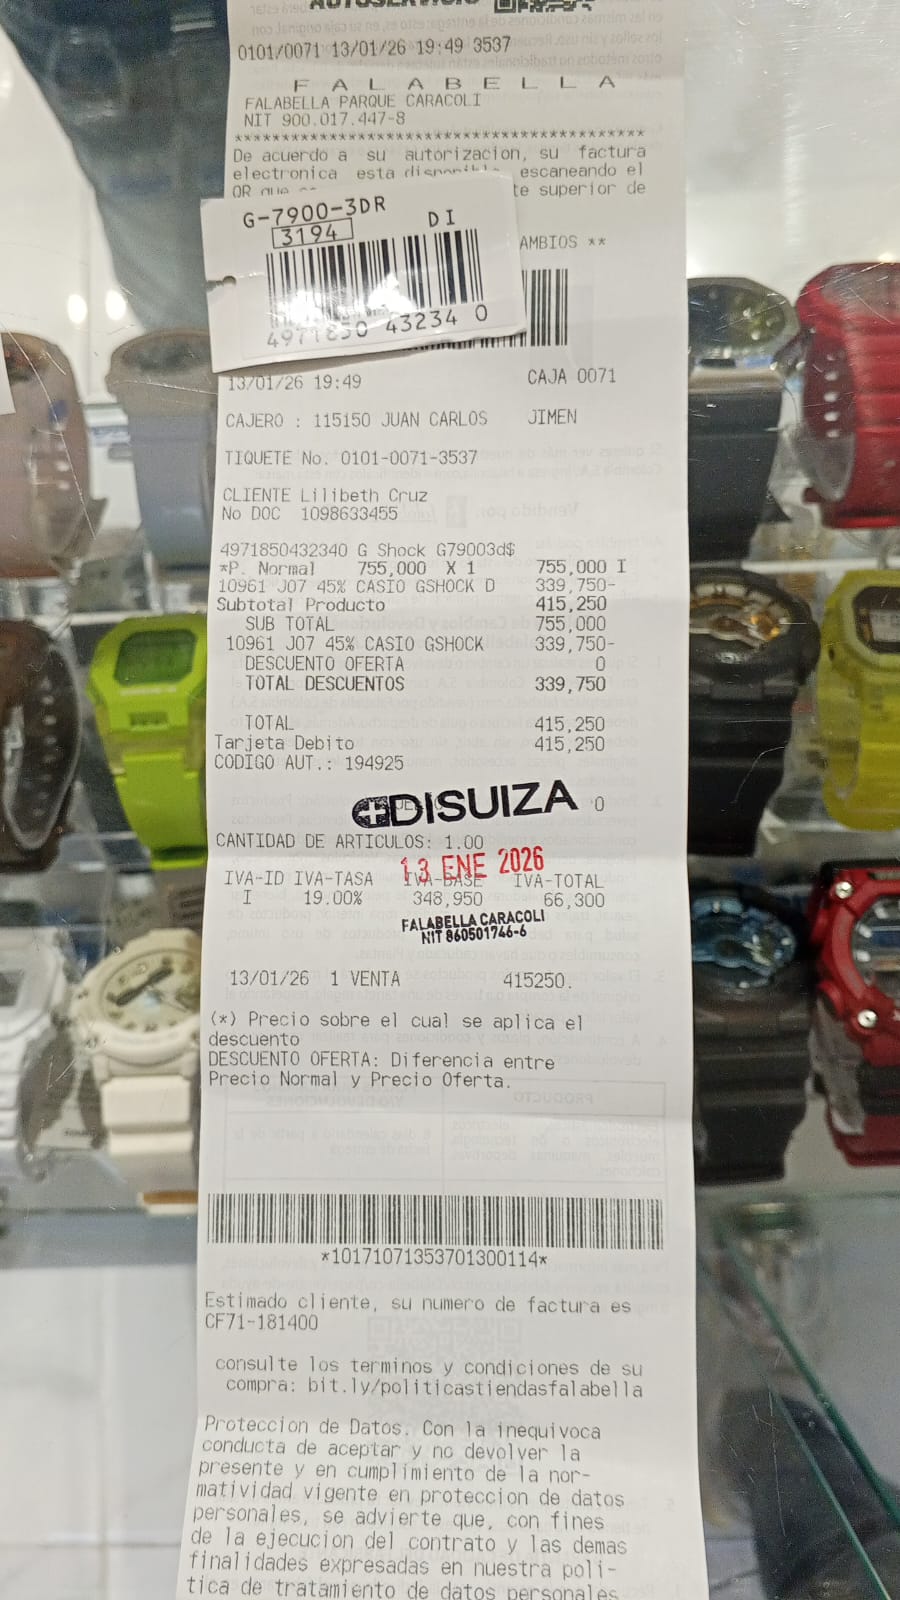 AUTOSERVICIO
0101/0071 13/01/26 19:49 3537
F A L A B E L L A
FALABELLA PARQUE CARACOLI
NIT 900.017.447-8
De acuerdo a su autorizacion, su factura
electronica esta disponible escaneando el
QR que te superior de
G-7900-3DR
3194
DI
AMBIOS **
4971850 43234 0
13/01/26 19:49 CAJA 0071
CAJERO : 115150 JUAN CARLOS JIMEN
TIQUETE No. 0101-0071-3537
CLIENTE Lilibeth Cruz
No DOC 1098633455
4971850432340 G Shock G79003d$
*P. Normal 755,000 X 1 755,000 I
10961 J07 45% CASIO GSHOCK D 339,750-
Subtotal Producto 415,250
SUB TOTAL 755,000
10961 J07 45% CASIO GSHOCK 339,750-
DESCUENTO OFERTA 0
TOTAL DESCUENTOS 339,750
TOTAL 415,250
Tarjeta Debito 415,250
CODIGO AUT.: 194925
DISUIZA 0
CANTIDAD DE ARTICULOS: 1.00
13 ENE 2026
IVA-ID IVA-TASA IVA-BASE IVA-TOTAL
I 19.00% 348,950 66,300
FALABELLA CARACOLI
NIT 860501746-6
13/01/26 1 VENTA 415250.
(*) Precio sobre el cual se aplica el
descuento
DESCUENTO OFERTA: Diferencia entre
Precio Normal y Precio Oferta.
*10171071353701300114*
Estimado cliente, su numero de factura es
CF71-181400
consulte los terminos y condiciones de su
compra: bit.ly/politicastiendasfalabella
Proteccion de Datos. Con la inequivoca
conducta de aceptar y no devolver la
presente y en cumplimiento de la nor-
matividad vigente en proteccion de datos
personales, se advierte que, con fines
de la ejecucion del contrato y las demas
finalidades expresadas en nuestra poli-
tica de tratamiento de datos personales